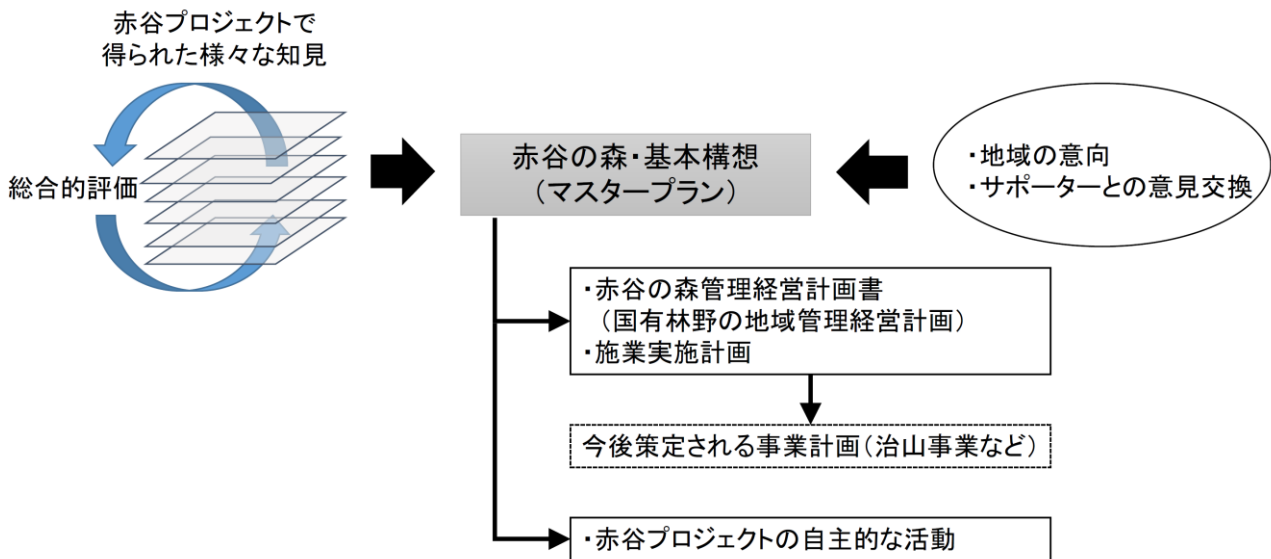 赤谷プロジェクトで
得られた様々な知見
総合的評価
赤谷の森・基本構想
（マスタープラン）
・地域の意向
・サポーターとの意見交換
・赤谷の森管理経営計画書
（国有林野の地域管理経営計画）
・施業実施計画
今後策定される事業計画（治山事業など）
・赤谷プロジェクトの自主的な活動